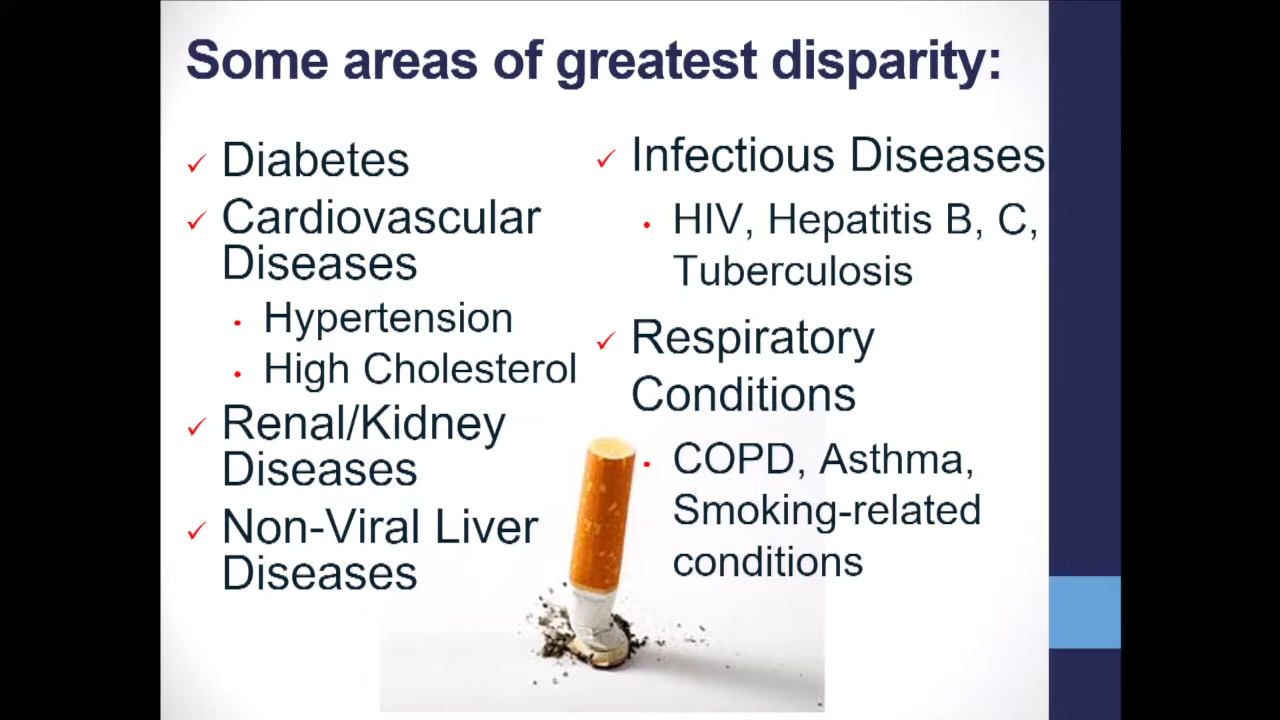 Some areas of greatest disparity:
✓ Diabetes
✓ Cardiovascular
Diseases
• Hypertension
• High Cholesterol
✓ Renal/Kidney
Diseases
✓ Non-Viral Liver
Diseases
✓ Infectious Diseases
• HIV, Hepatitis B, C,
Tuberculosis
✓ Respiratory
Conditions
• COPD, Asthma,
Smoking-related
conditions